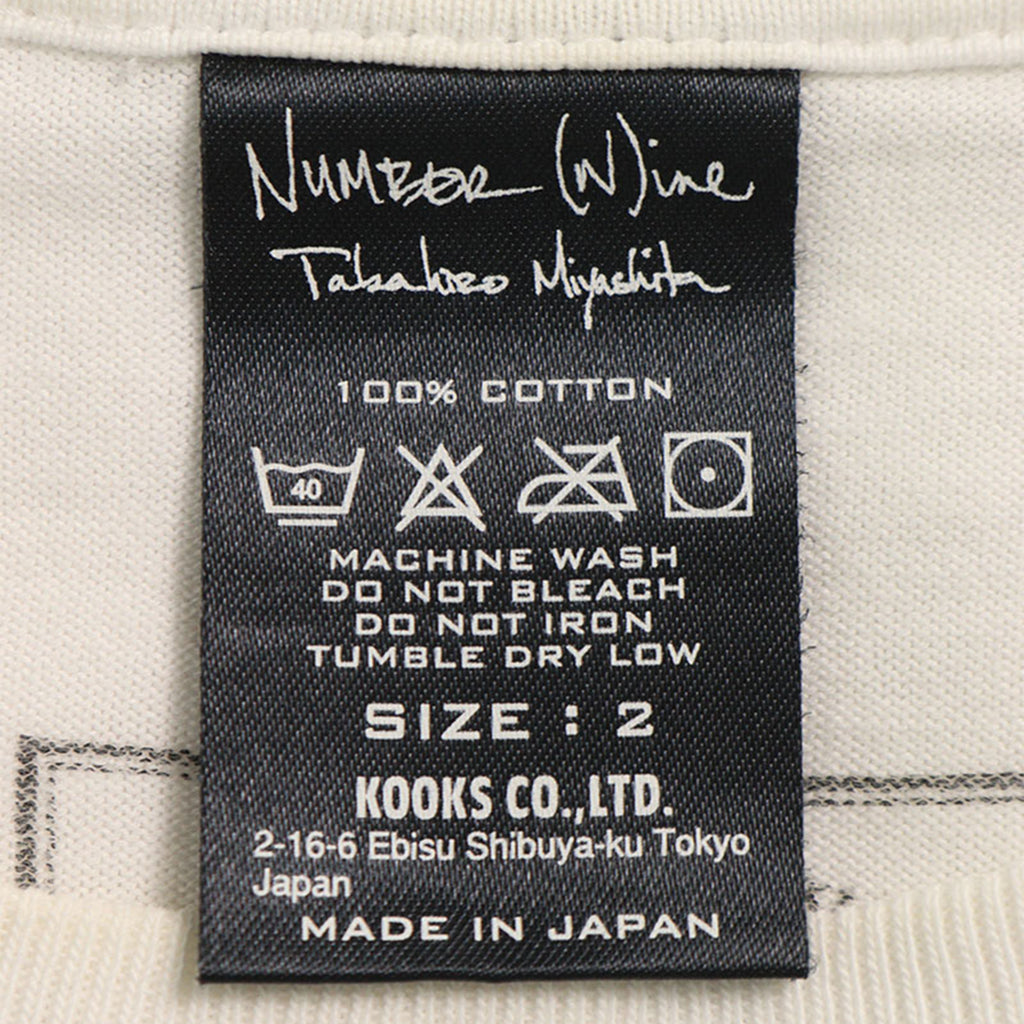 NUMBER (N)ine
Takahiro Miyashita
100% COTTON
40
MACHINE WASH
DO NOT BLEACH
DO NOT IRON
TUMBLE DRY LOW
SIZE : 2
KOOKS CO.,LTD.
2-16-6 Ebisu Shibuya-ku Tokyo
Japan
MADE IN JAPAN